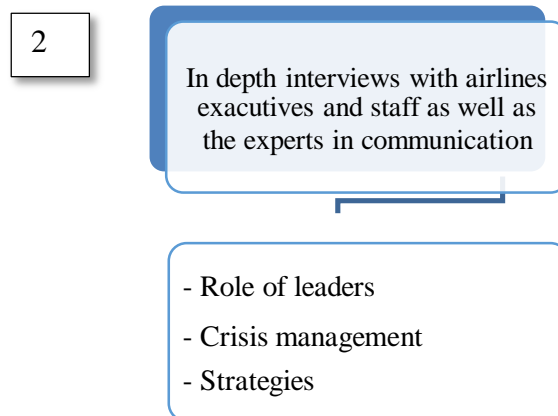 2
In depth interviews with airlines
exacutives and staff as well as
the experts in communication
- Role of leaders
- Crisis management
- Strategies